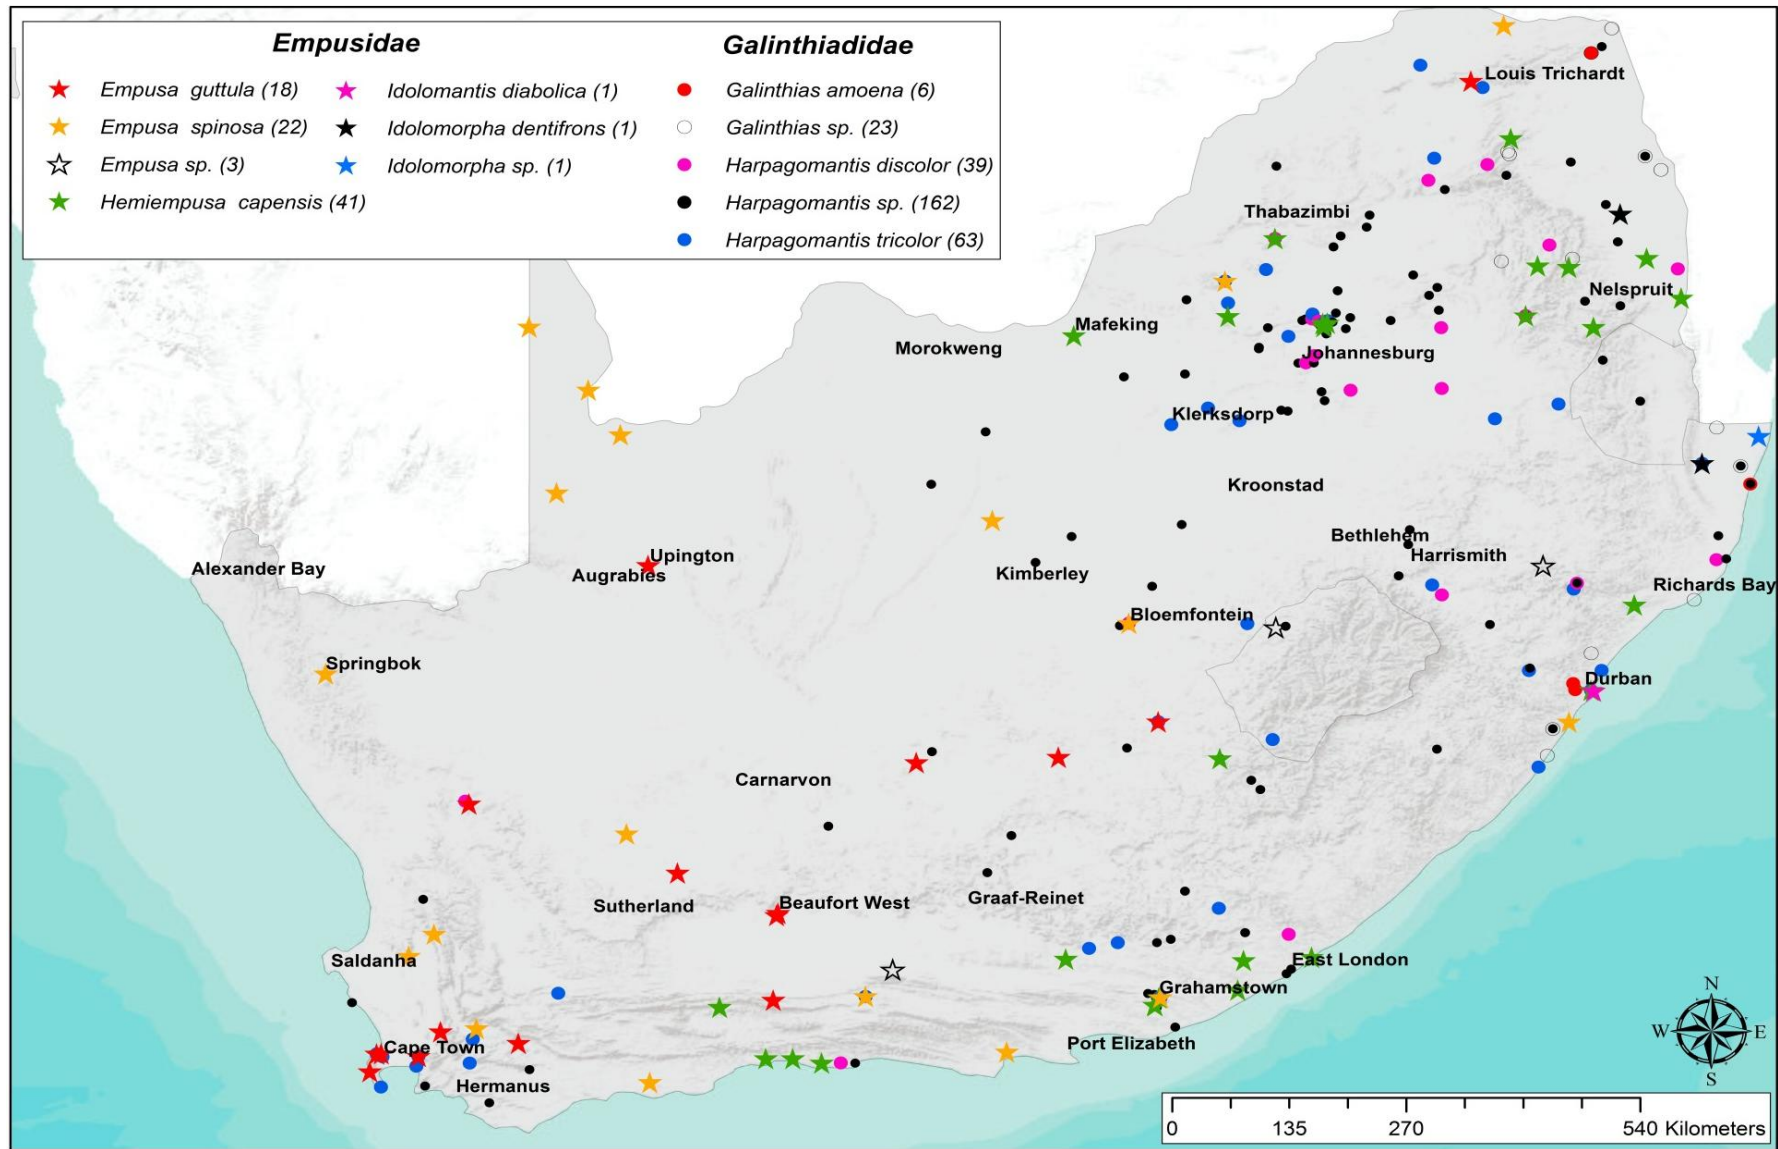 Empusidae
Galinthiadidae
Empusa guttula (18)
Idolomantis diabolica (1)
Galinthias amoena (6)
Empusa spinosa (22)
Idolomorpha dentifrons (1)
Galinthias sp. (23)
Empusa sp. (3)
Idolomorpha sp. (1)
Harpagomantis discolor (39)
Hemiempusa capensis (41)
Harpagomantis sp. (162)
Harpagomantis tricolor (63)
Louis Trichardt
Thabazimbi
Nelspruit
Mafeking
Morokweng
Johannesburg
Klerksdorp
Kroonstad
Bethlehem
Harrismith
Upington
Alexander Bay
Augrabies
Kimberley
Richards Bay
Bloemfontein
Springbok
Durban
Carnarvon
Sutherland
Beaufort West
Graaf-Reinet
Saldanha
East London
Grahamstown
Port Elizabeth
Cape Town
Hermanus
N
W
E
S
0 135 270 540 Kilometers